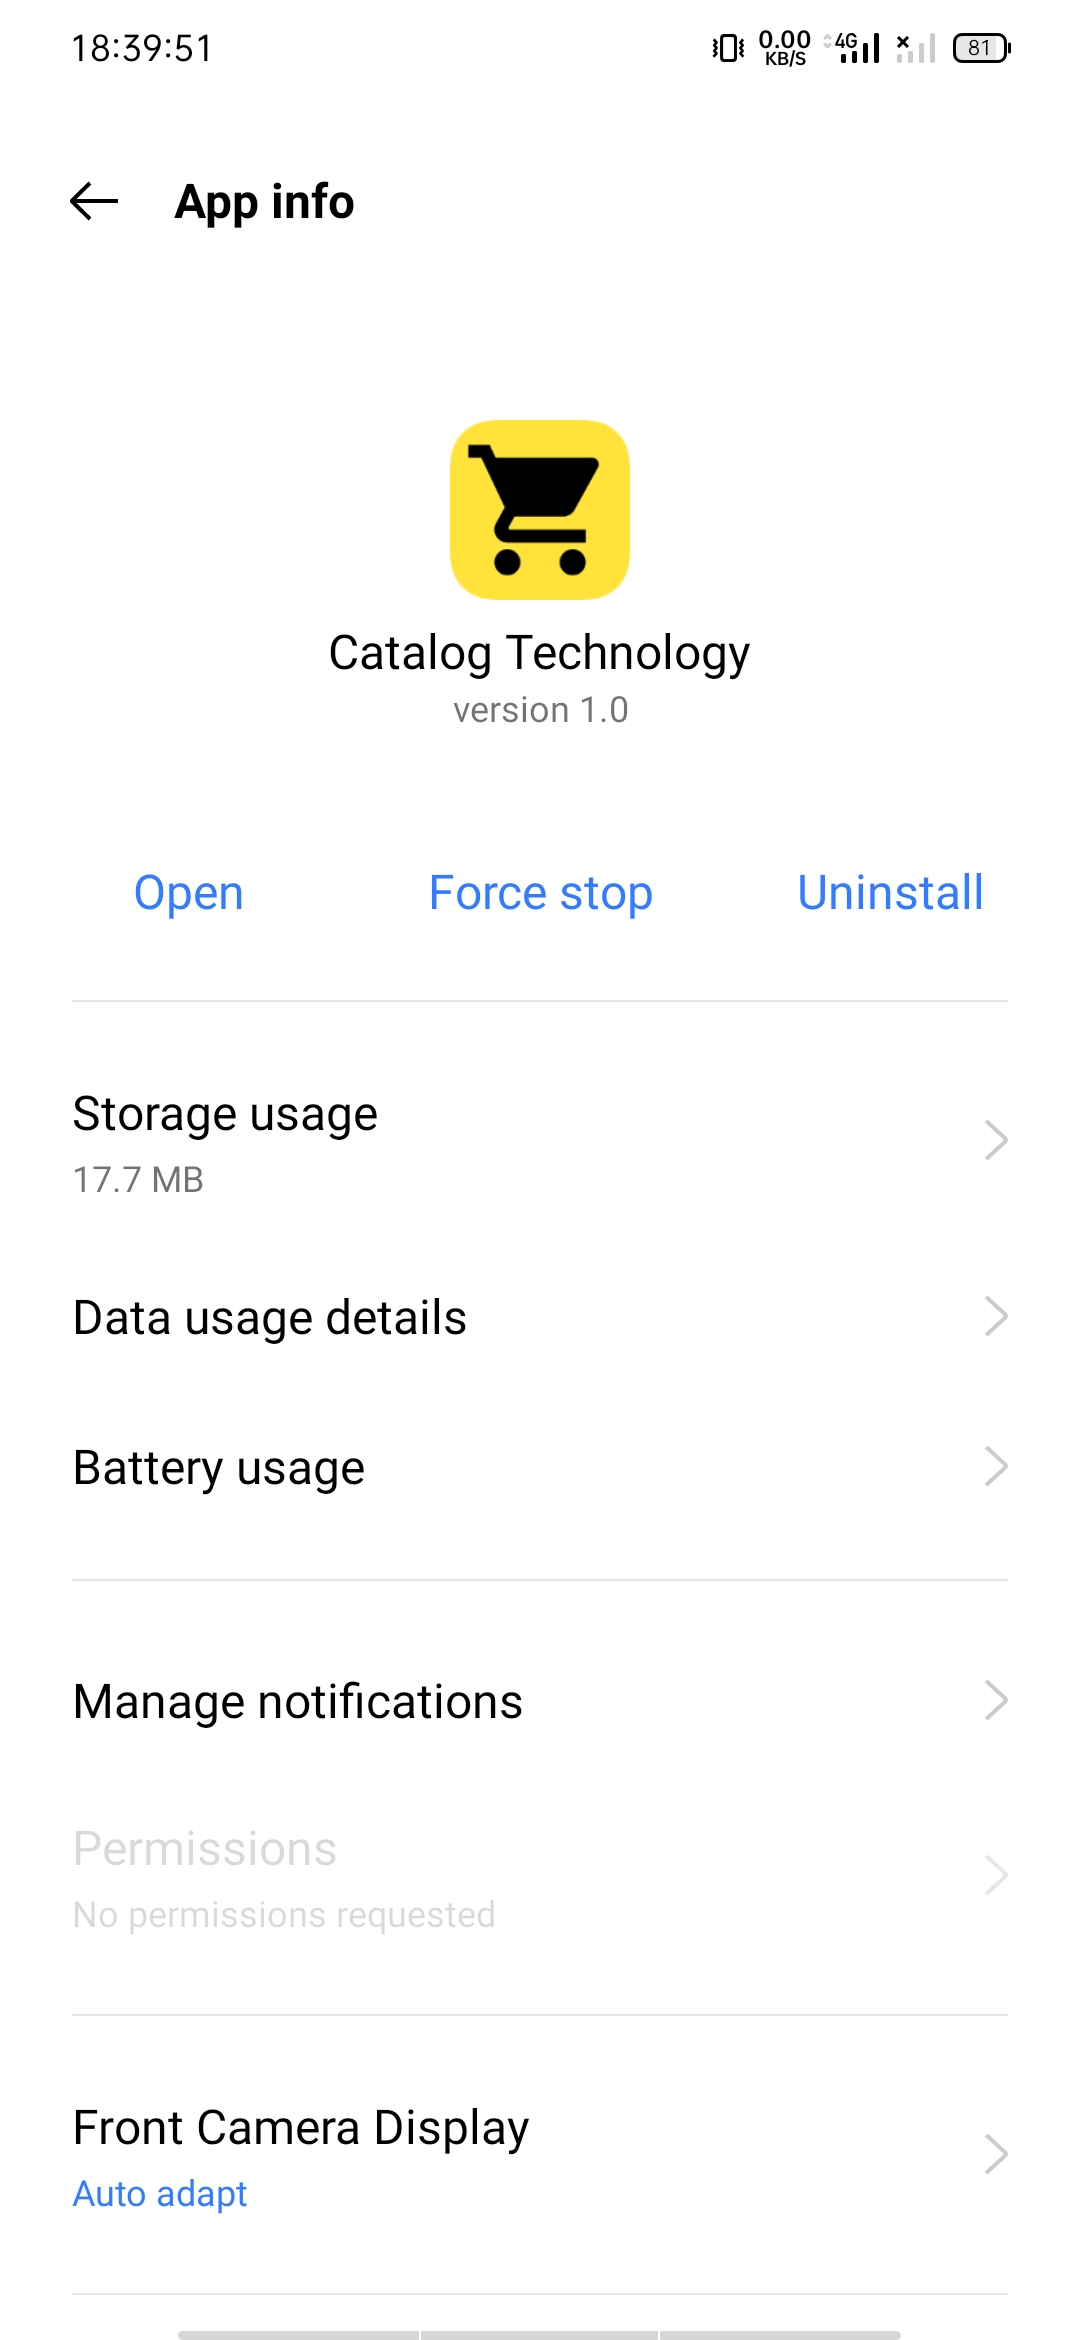 18:39:51
0.00
KB/S
4G
81
App info
Catalog Technology
version 1.0
Open
Force stop
Uninstall
Storage usage
17.7 MB
Data usage details
Battery usage
Manage notifications
Permissions
No permissions requested
Front Camera Display
Auto adapt